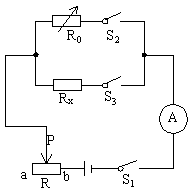 R₀ S₂
Rₓ S₃
A
P
a R b S₁